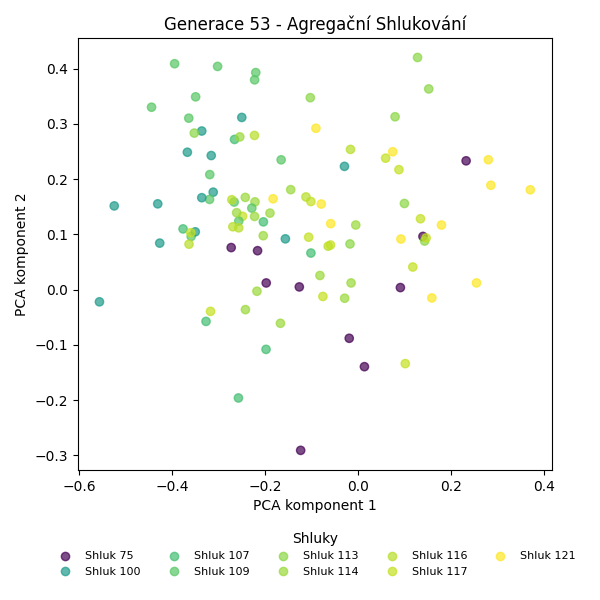 Generace 53 - Agregační Shlukování
PCA komponent 2
0.4
0.3
0.2
0.1
0.0
−0.1
−0.2
−0.3
−0.6 −0.4 −0.2 0.0 0.2 0.4
PCA komponent 1
Shluky
Shluk 75 Shluk 107 Shluk 113 Shluk 116 Shluk 121
Shluk 100 Shluk 109 Shluk 114 Shluk 117